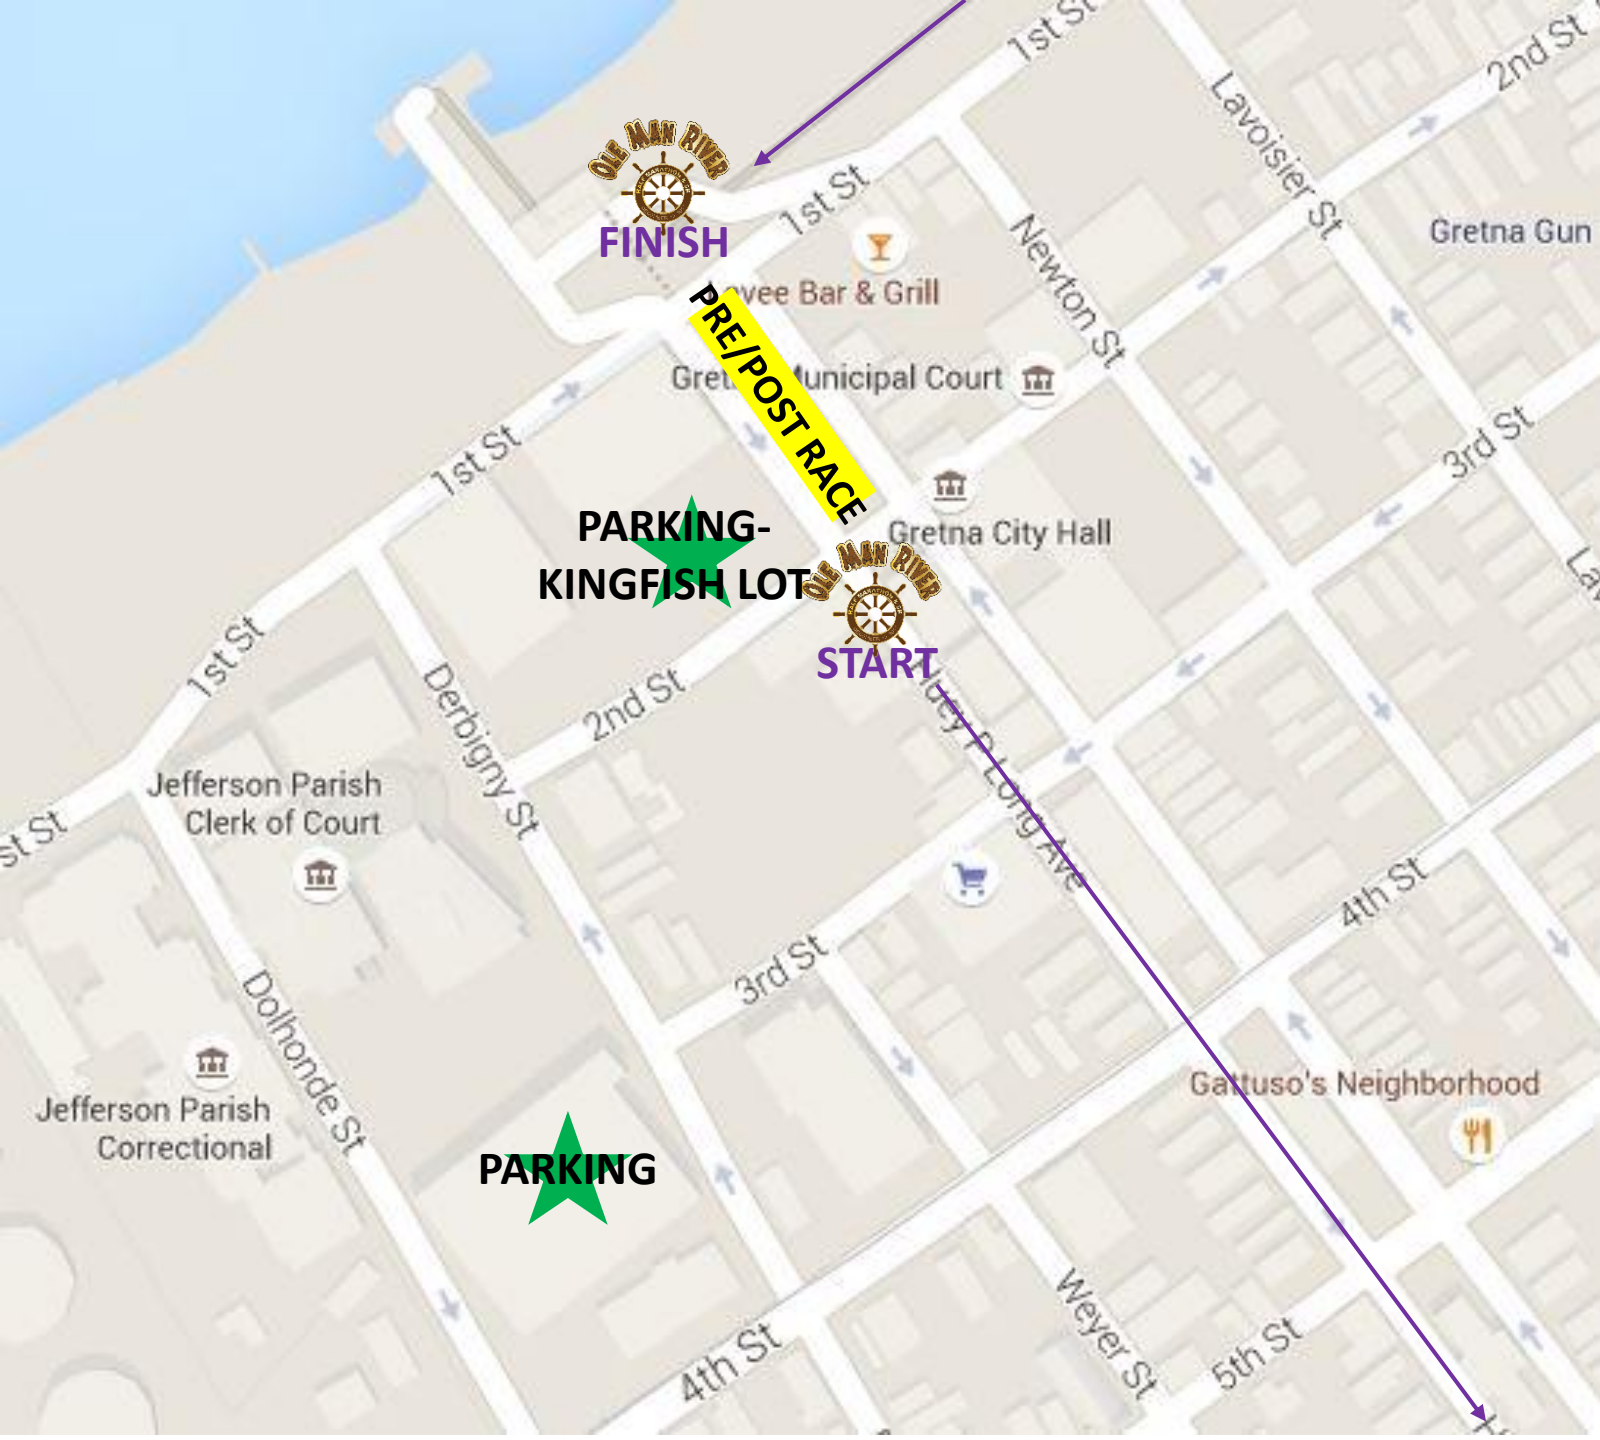 1st St
2nd St
Lavoisier St
OLE MAN RIVER
FINISH
1st St
Newton St
Gretna Gun
Levee Bar & Grill
PRE/POST RACE
Gretna Municipal Court
3rd St
1st St
PARKING-
KINGFISH LOT
Gretna City Hall
OLE MAN RIVER
START
1st St
Derbigny St
2nd St
Huey P Long Ave
Jefferson Parish
Clerk of Court
st St
4th St
3rd St
Dolhonde St
Jefferson Parish
Correctional
Gattuso's Neighborhood
PARKING
Weyer St
5th St
4th St